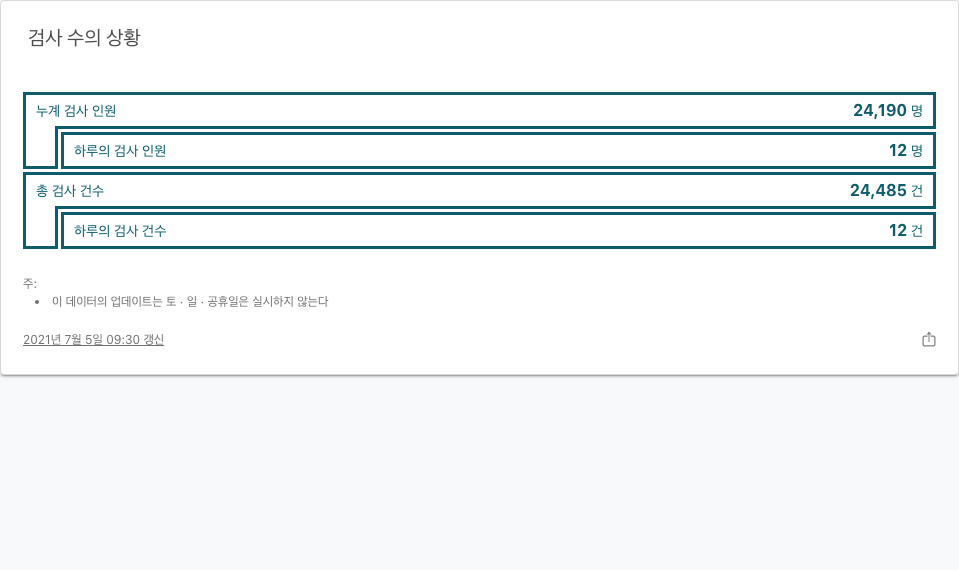 검사 수의 상황
누계 검사 인원 24,190 명
하루의 검사 인원 12 명
총 검사 건수 24,485 건
하루의 검사 건수 12 건
주:
• 이 데이터의 업데이트는 토 · 일 · 공휴일은 실시하지 않는다
2021년 7월 5일 09:30 갱신